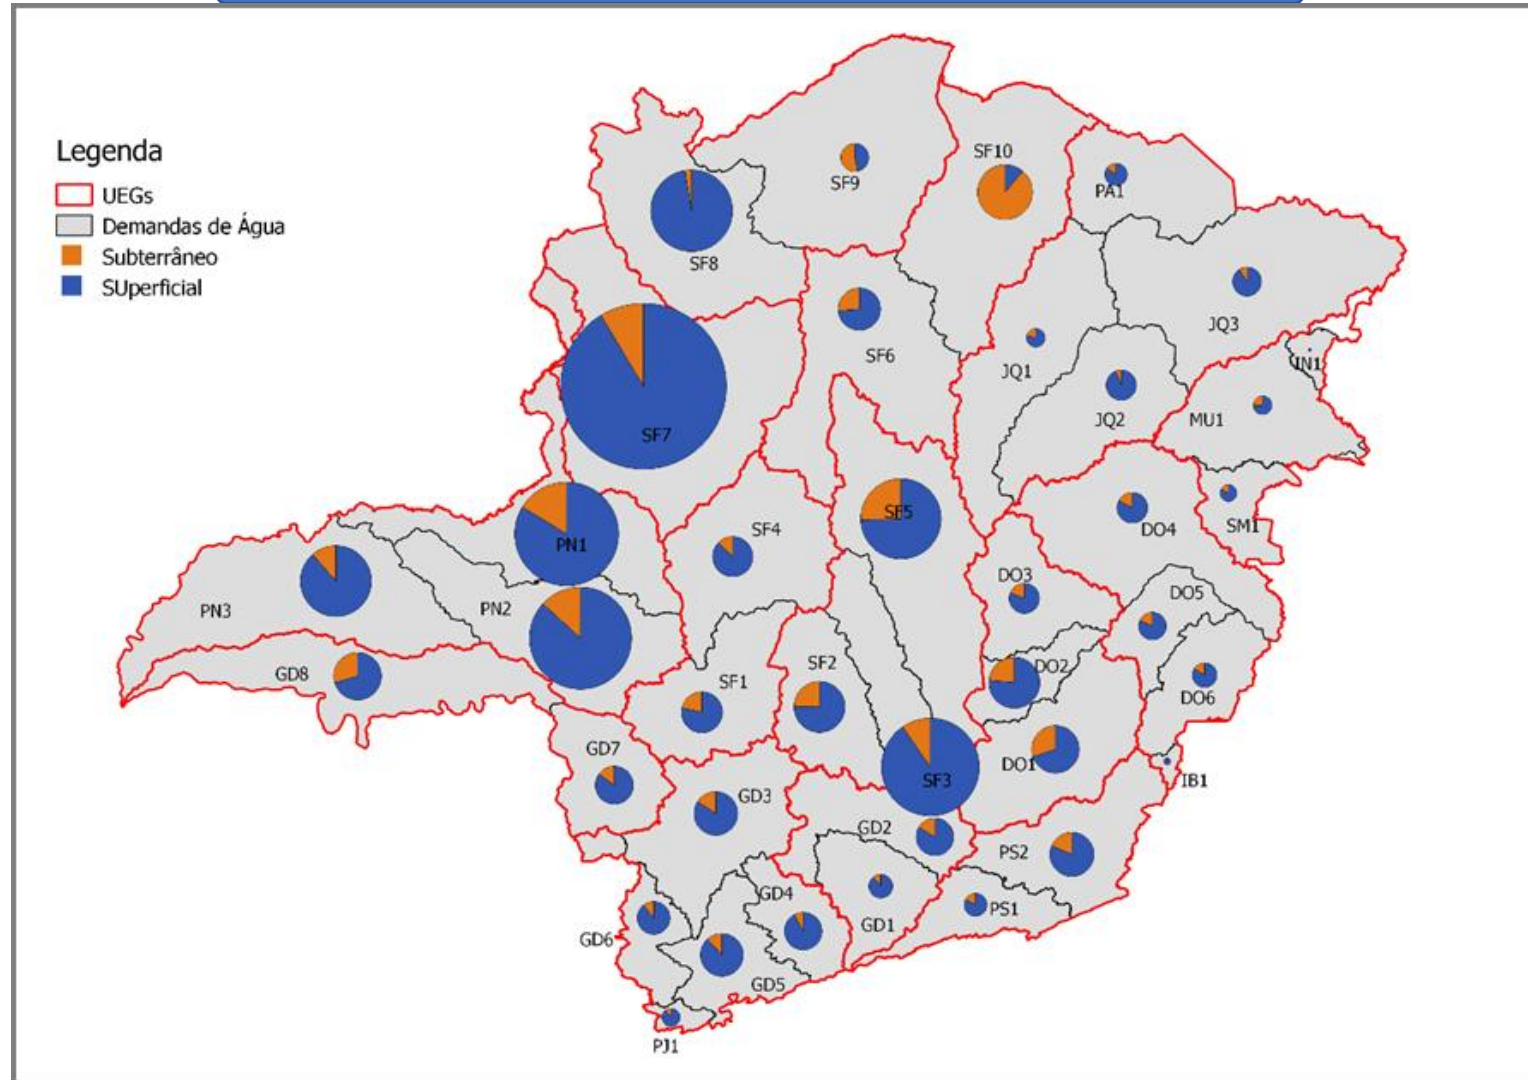 Legenda
UEGs
Demandas de Água
Subterrâneo
SUperficial
SF10
SF9
PA1
SF8
JQ3
SF6
IN1
JQ1
JQ2
MU1
SF7
SF5
SF4
DO4
SM1
PN1
DO3
DO5
PN3
PN2
DO2
SF2
GD8
SF1
DO6
GD7
DO1
SF3
IB1
GD3
GD2
PS2
GD4
PS1
GD1
GD6
GD5
PJ1